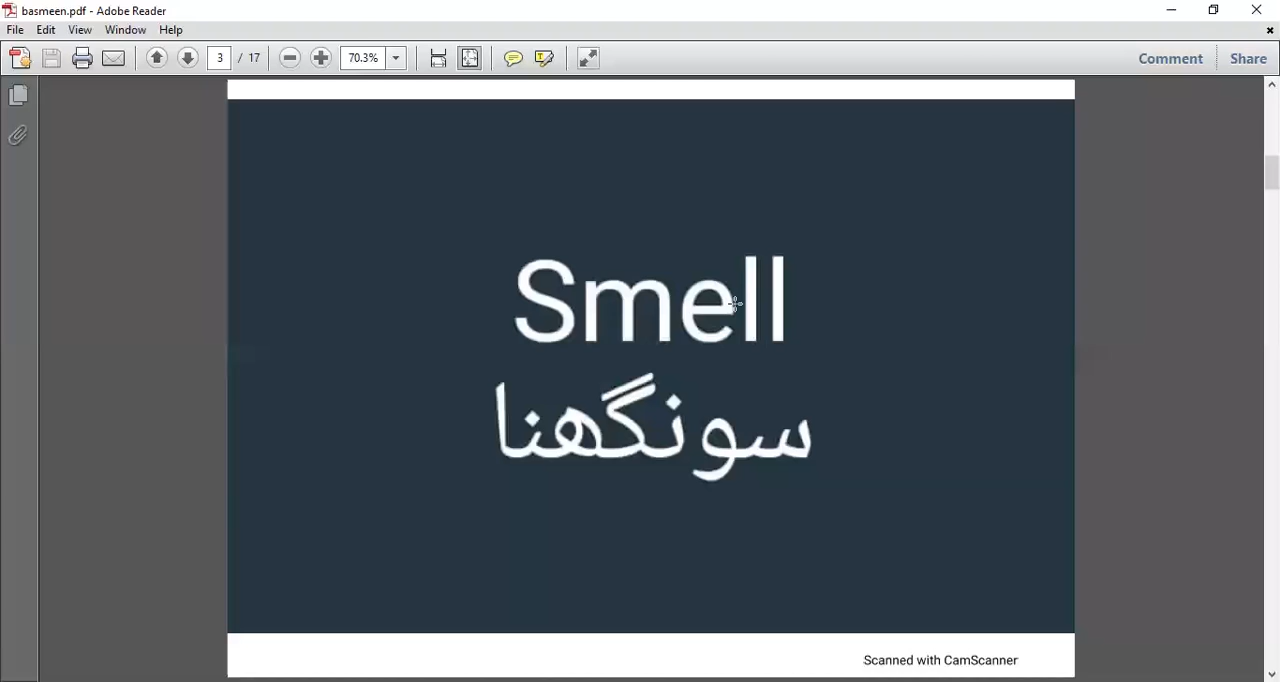 basmeen.pdf - Adobe Reader
File Edit View Window Help
3 / 17 70.3% Comment Share
Smell
سونگھنا
Scanned with CamScanner